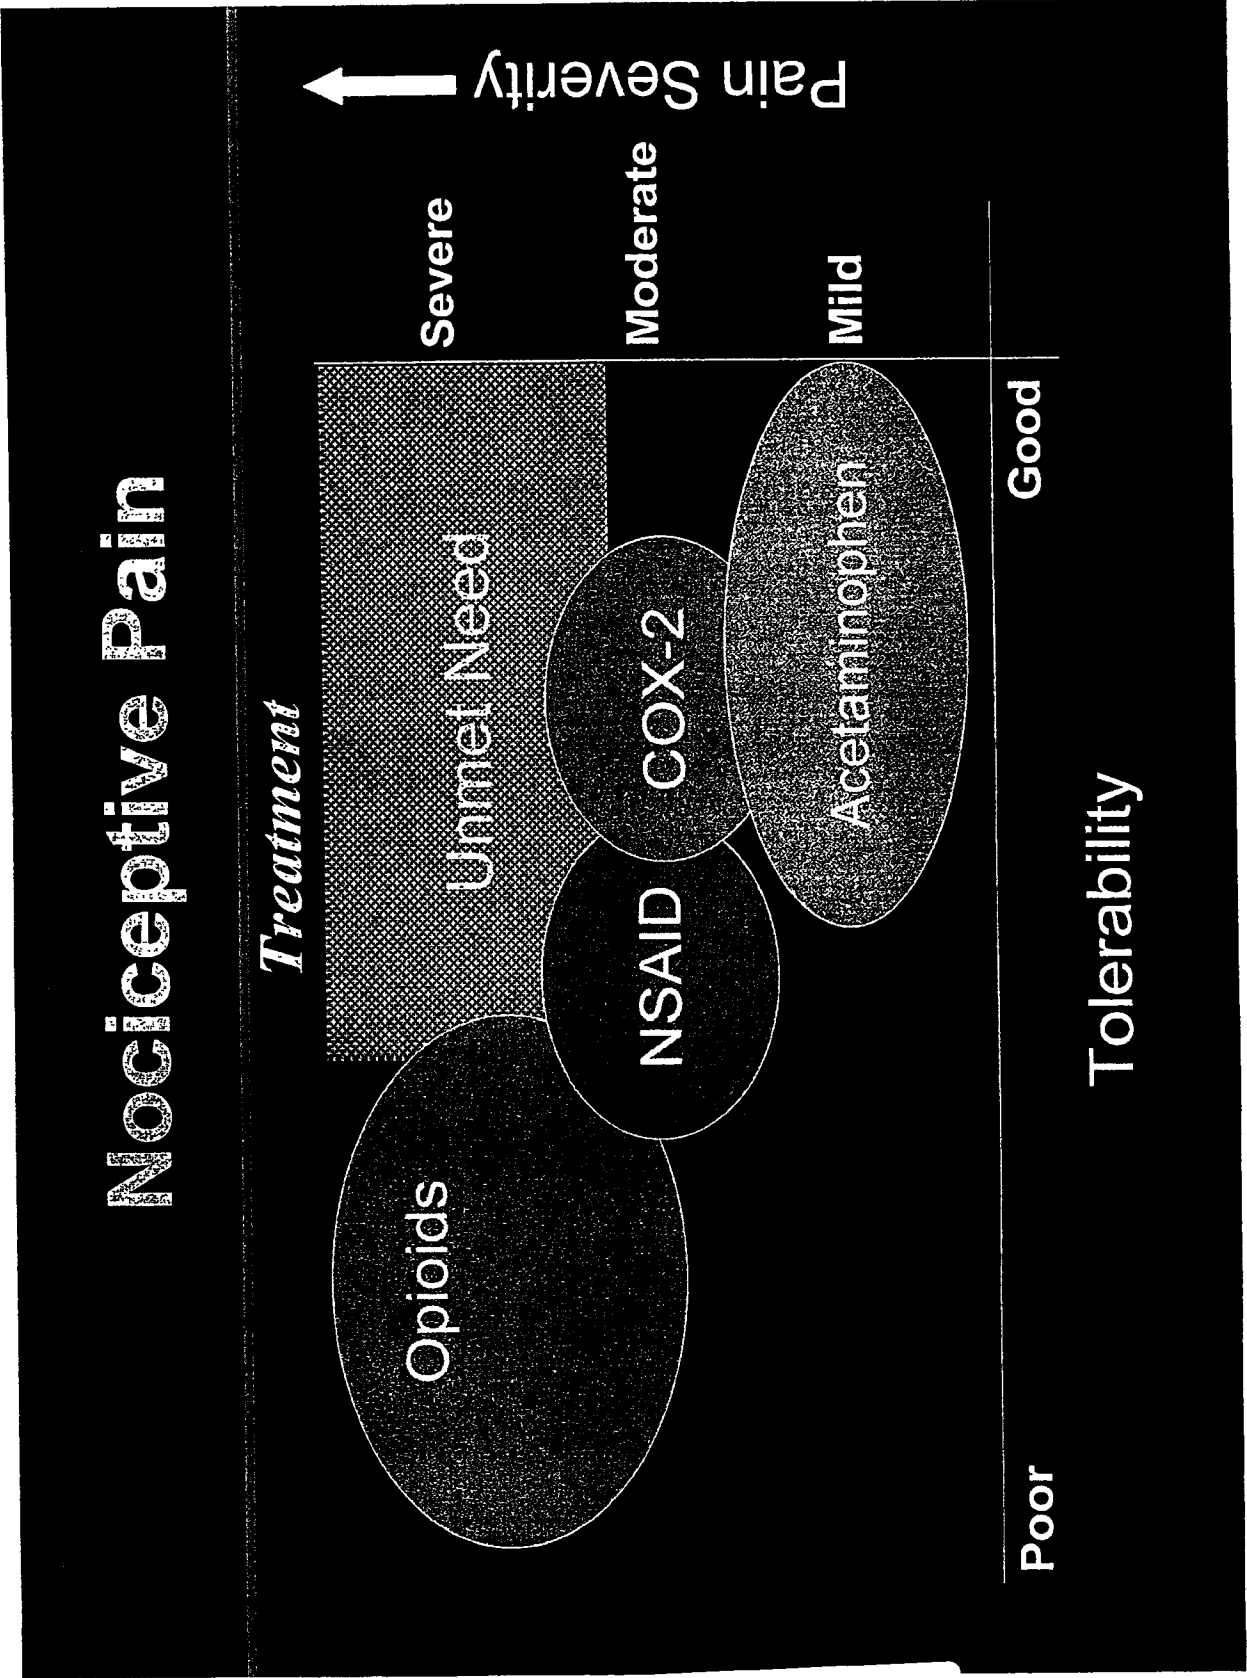 Nociceptive Pain
Treatment
Pain Severity
Severe
Moderate
Mild
Opioids
Unmet Need
NSAID
COX-2
Acetaminophen
Poor
Good
Tolerability